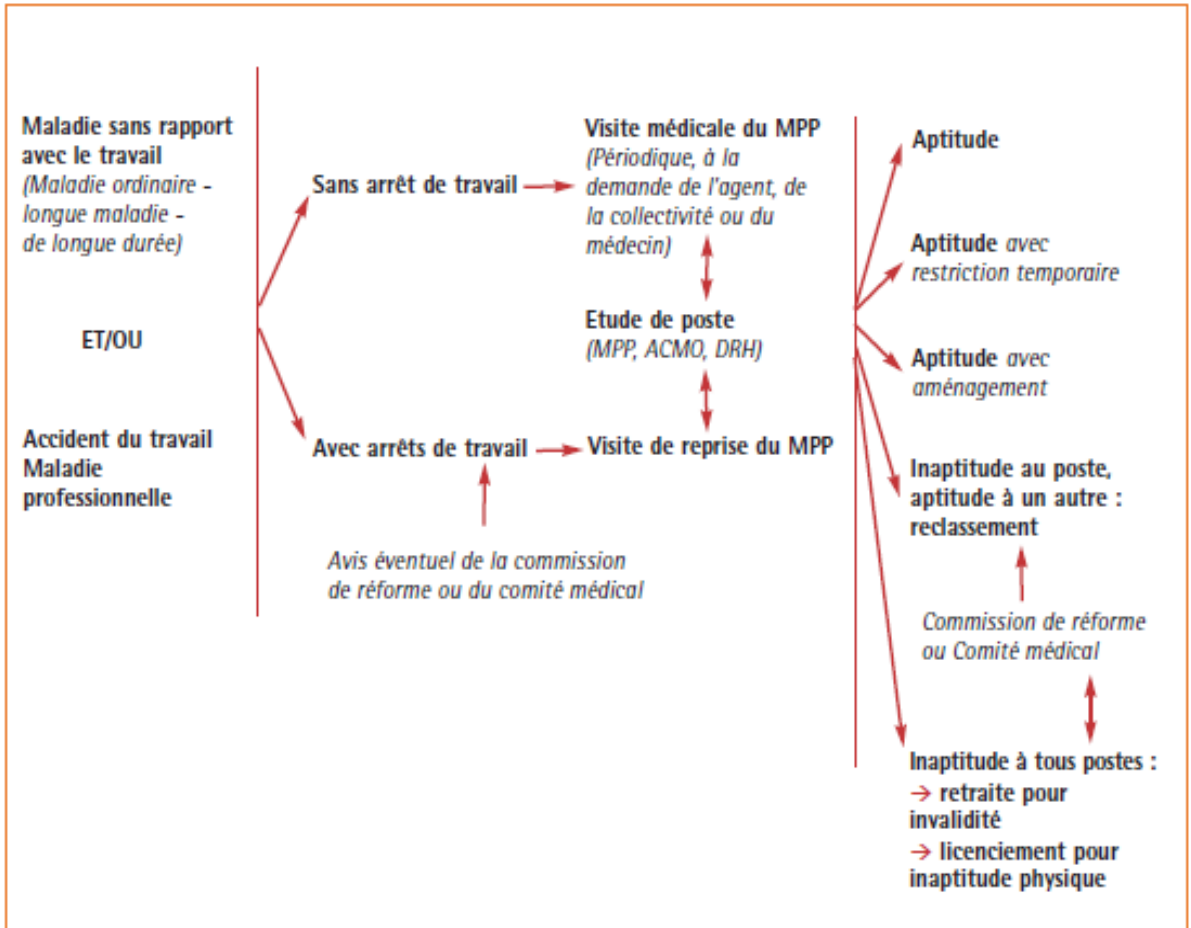 Maladie sans rapport
avec le travail
(Maladie ordinaire -
longue maladie -
de longue durée)
ET/OU
Accident du travail
Maladie
professionnelle
Sans arrêt de travail
Avec arrêts de travail
Avis éventuel de la commission
de réforme ou du comité médical
Visite médicale du MPP
(Périodique, à la
demande de l'agent, de
la collectivité ou du
médecin)
Etude de poste
(MPP, ACMO, DRH)
Visite de reprise du MPP
Aptitude
Aptitude avec
restriction temporaire
Aptitude avec
aménagement
Inaptitude au poste,
aptitude à un autre :
reclassement
Commission de réforme
ou Comité médical
Inaptitude à tous postes :
→ retraite pour
invalidité
→ licenciement pour
inaptitude physique